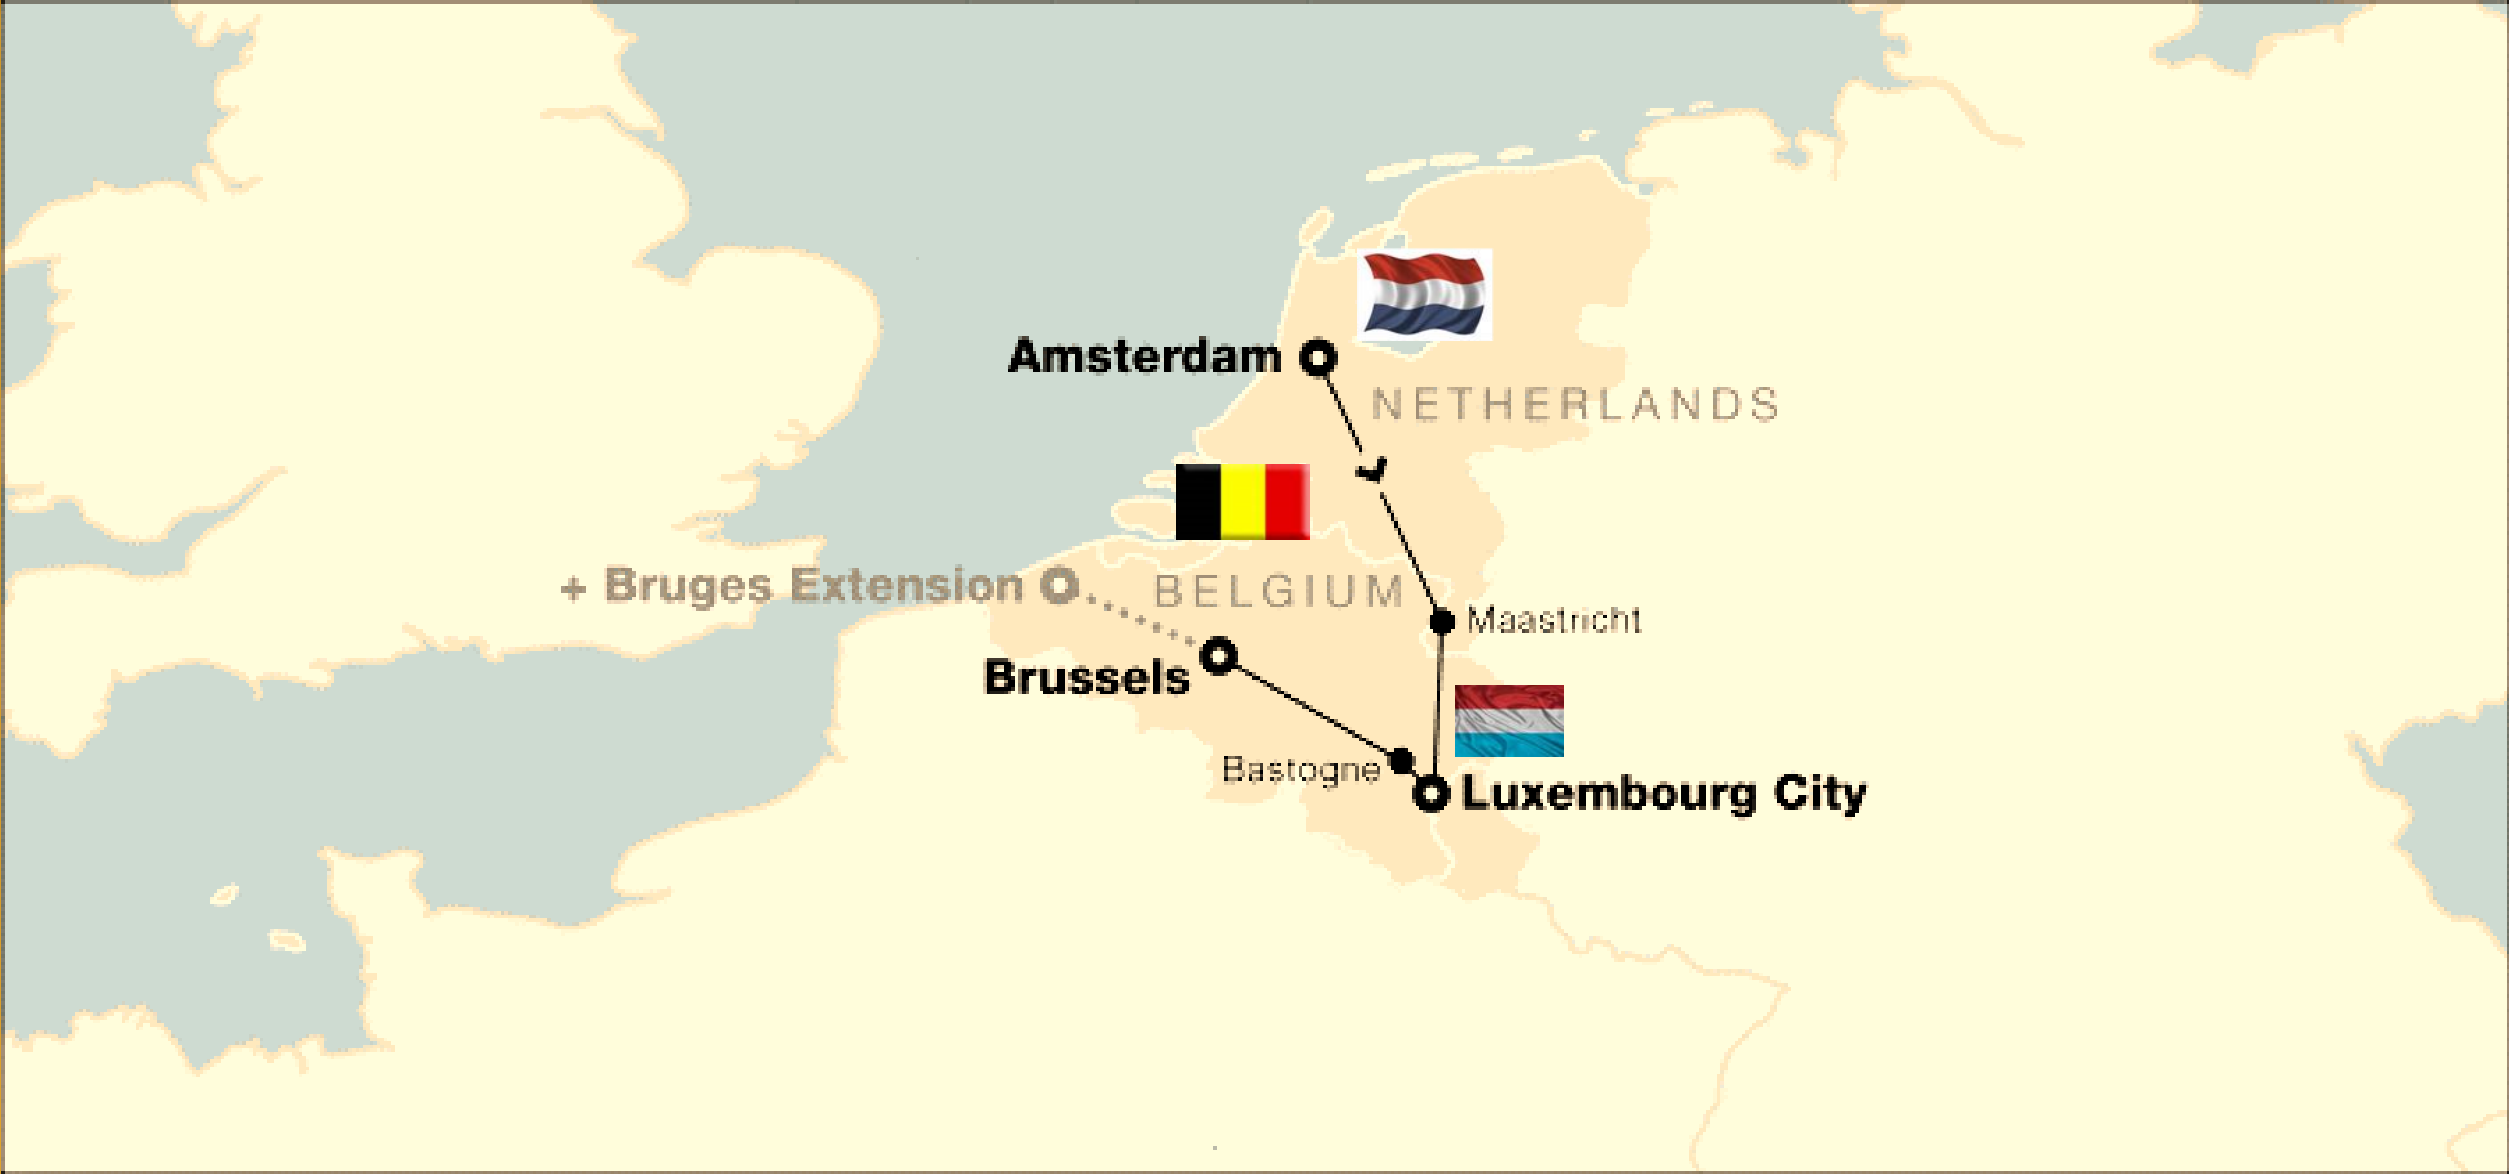 Amsterdam
NETHERLANDS
+ Bruges Extension
BELGIUM
Maastricht
Brussels
Bastogne
Luxembourg City